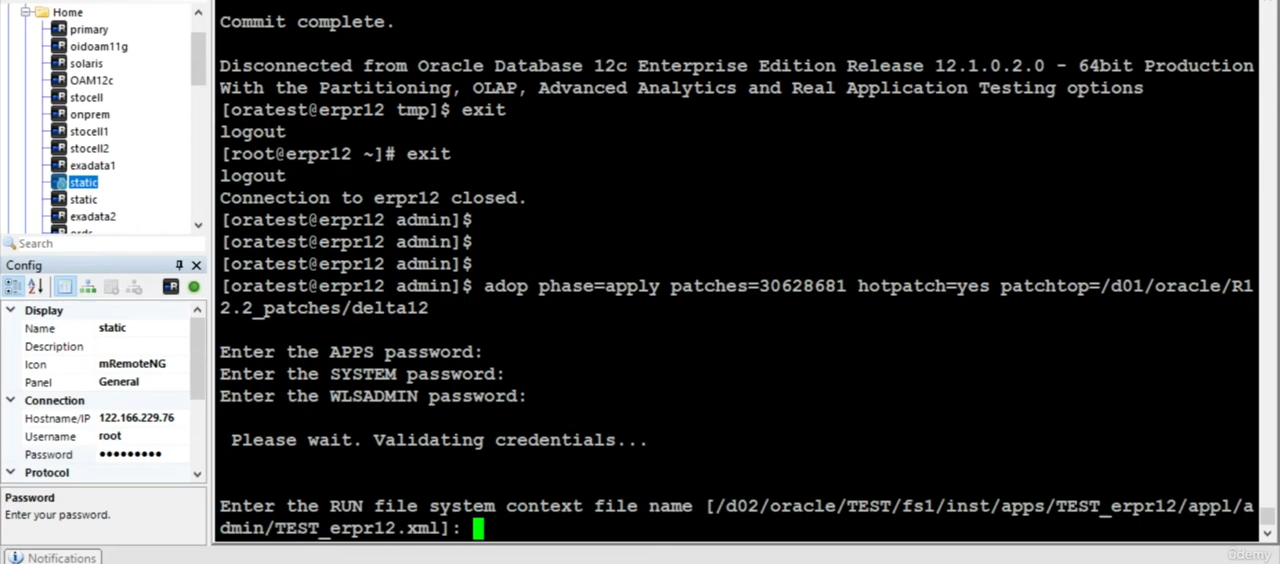 Home
primary
oidoam11g
solaris
OAM12c
stocell
onprem
stocell1
stocell2
exadata1
static
static
exadata2
Search
Config
Display
Name static
Description
Icon mRemoteNG
Panel General
Connection
Hostname/IP 122.166.229.76
Username root
Password ●●●●●●●●●
Protocol
Password
Enter your password.
Notifications
Commit complete.
Disconnected from Oracle Database 12c Enterprise Edition Release 12.1.0.2.0 - 64bit Production
With the Partitioning, OLAP, Advanced Analytics and Real Application Testing options
[oratest@erpr12 tmp]$ exit
logout
[root@erpr12 ~]# exit
logout
Connection to erpr12 closed.
[oratest@erpr12 admin]$
[oratest@erpr12 admin]$
[oratest@erpr12 admin]$
[oratest@erpr12 admin]$ adop phase=apply patches=30628681 hotpatch=yes patchtop=/d01/oracle/R1
2.2_patches/delta12
Enter the APPS password:
Enter the SYSTEM password:
Enter the WLSADMIN password:
Please wait. Validating credentials...
Enter the RUN file system context file name [/d02/oracle/TEST/fs1/inst/apps/TEST_erpr12/appl/a
dmin/TEST_erpr12.xml]:
ûdemy